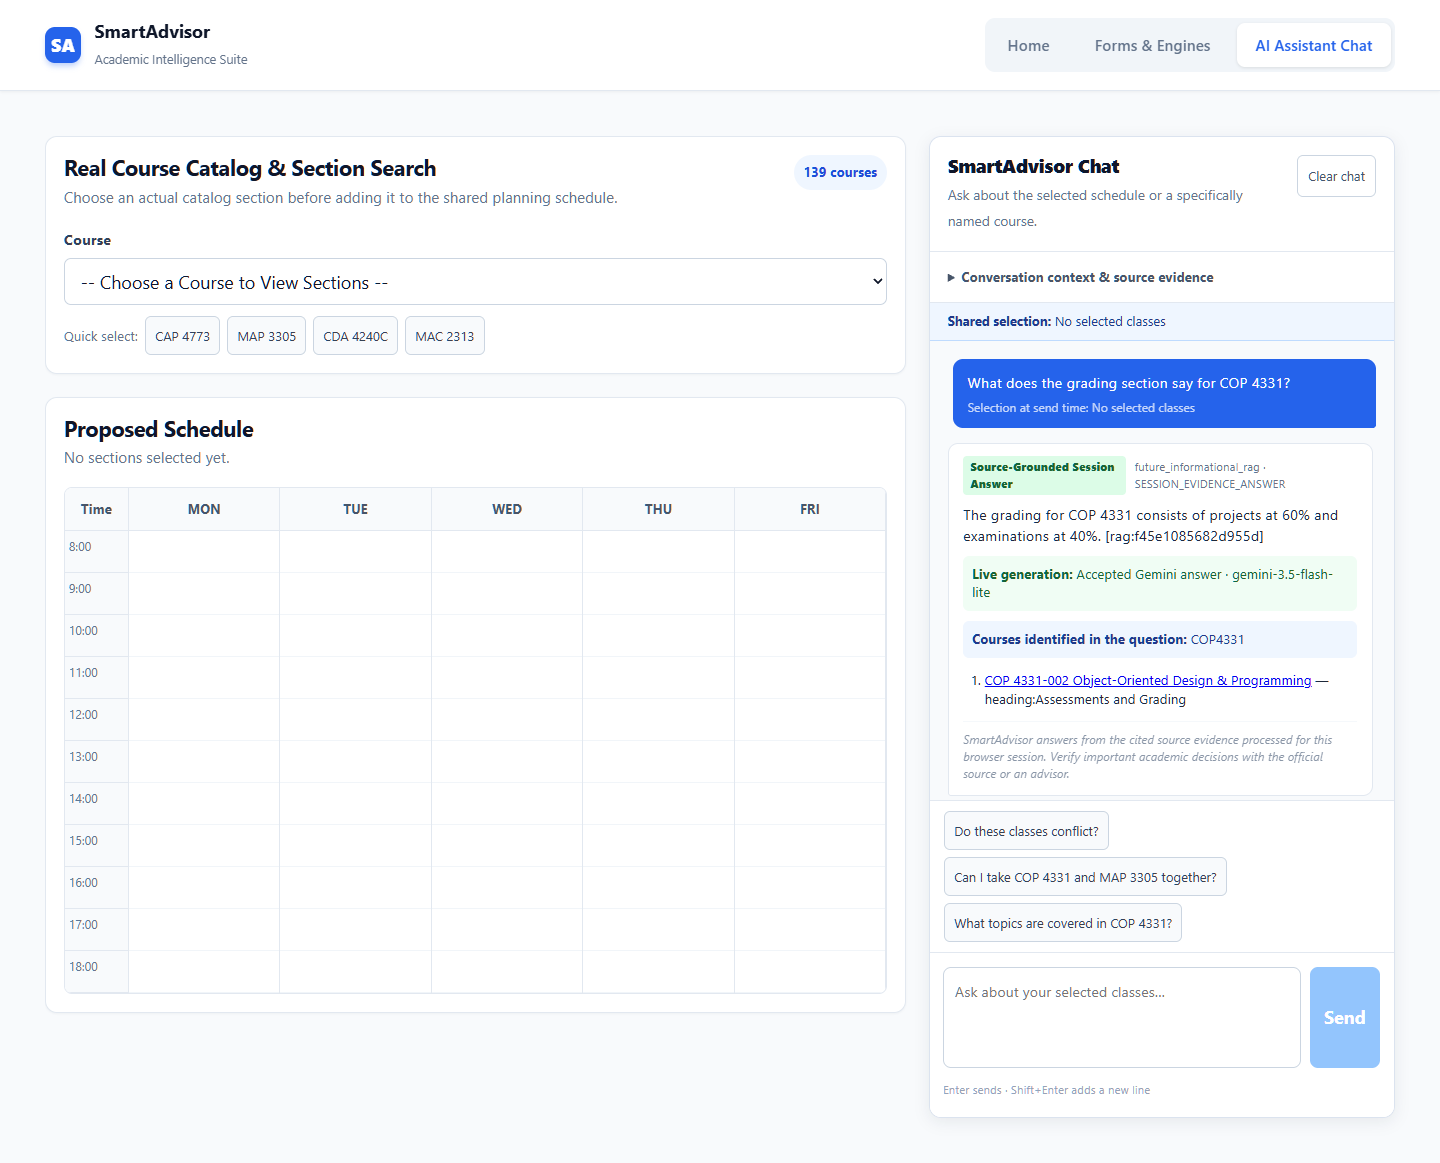 SA
SmartAdvisor
Academic Intelligence Suite
Home
Forms & Engines
AI Assistant Chat
Real Course Catalog & Section Search
139 courses
Choose an actual catalog section before adding it to the shared planning schedule.
Course
-- Choose a Course to View Sections --
Quick select:
CAP 4773
MAP 3305
CDA 4240C
MAC 2313
Proposed Schedule
No sections selected yet.
Time
MON
TUE
WED
THU
FRI
8:00
9:00
10:00
11:00
12:00
13:00
14:00
15:00
16:00
17:00
18:00
SmartAdvisor Chat
Clear chat
Ask about the selected schedule or a specifically
named course.
▶ Conversation context & source evidence
Shared selection: No selected classes
What does the grading section say for COP 4331?
Selection at send time: No selected classes
Source-Grounded Session
Answer
future_informational_rag ·
SESSION_EVIDENCE_ANSWER
The grading for COP 4331 consists of projects at 60% and
examinations at 40%. [rag:f45e1085682d955d]
Live generation: Accepted Gemini answer · gemini-3.5-flash-
lite
Courses identified in the question: COP4331
1. COP 4331-002 Object-Oriented Design & Programming —
heading:Assessments and Grading
SmartAdvisor answers from the cited source evidence processed for this
browser session. Verify important academic decisions with the official
source or an advisor.
Do these classes conflict?
Can I take COP 4331 and MAP 3305 together?
What topics are covered in COP 4331?
Ask about your selected classes...
Send
Enter sends · Shift+Enter adds a new line